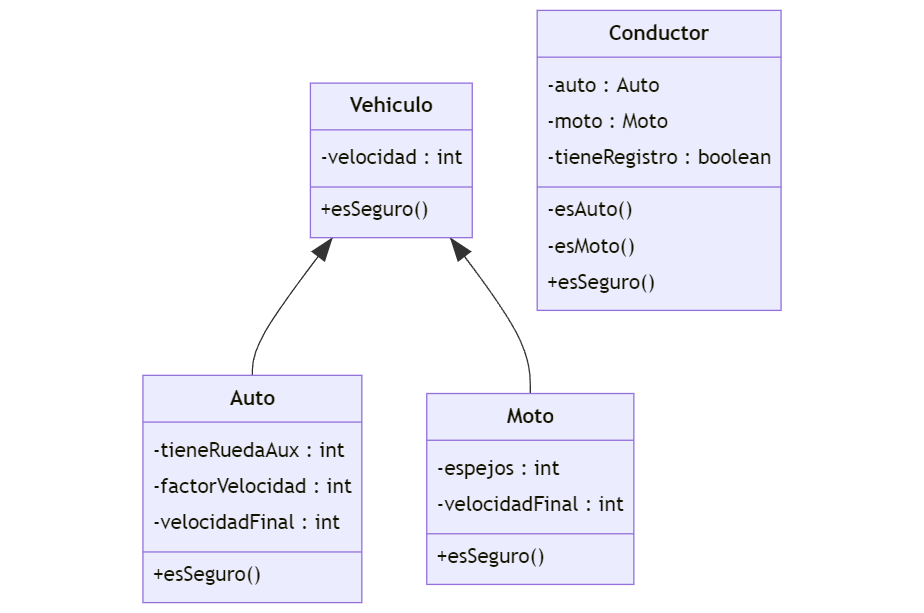 Vehiculo
-velocidad : int
+esSeguro()
Conductor
-auto : Auto
-moto : Moto
-tieneRegistro : boolean
-esAuto()
-esMoto()
+esSeguro()
Auto
-tieneRuedaAux : int
-factorVelocidad : int
-velocidadFinal : int
+esSeguro()
Moto
-espejos : int
-velocidadFinal : int
+esSeguro()